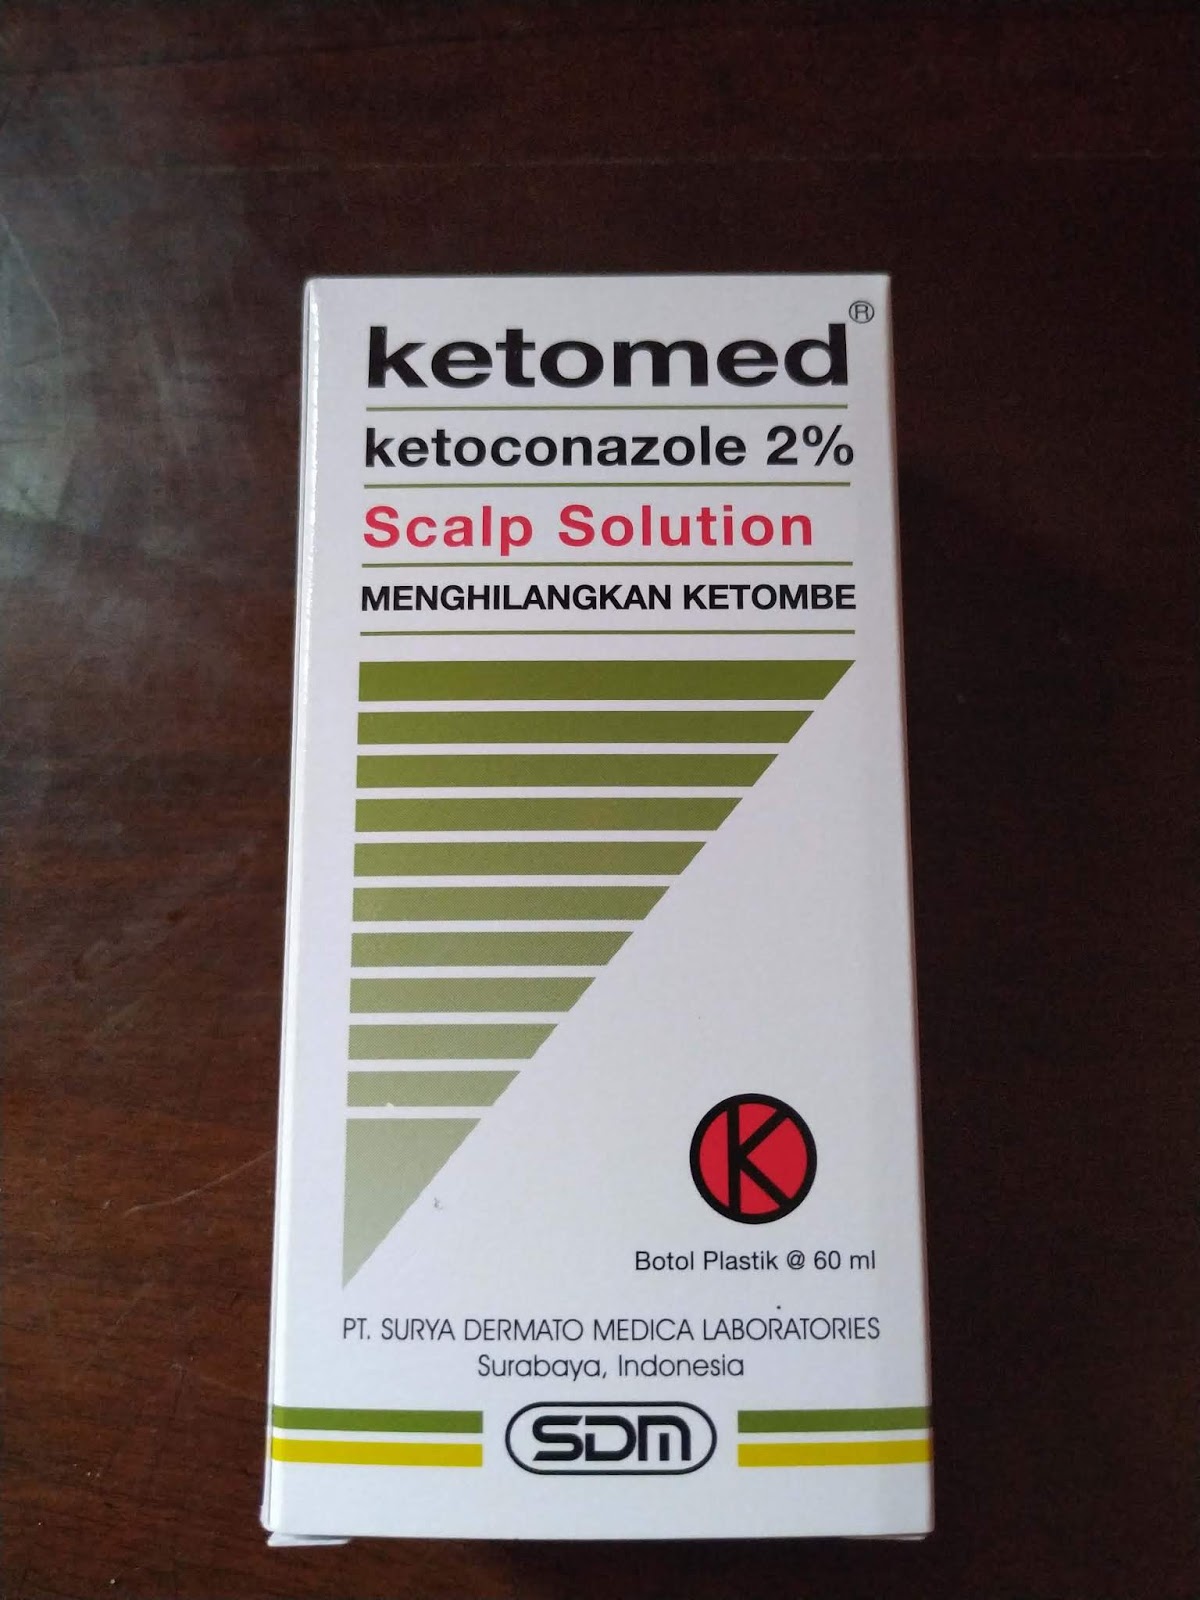 ketomed®
ketoconazole 2%
Scalp Solution
MENGHILANGKAN KETOMBE
K
Botol Plastik @ 60 ml
PT. SURYA DERMATO MEDICA LABORATORIES
Surabaya, Indonesia
SDM